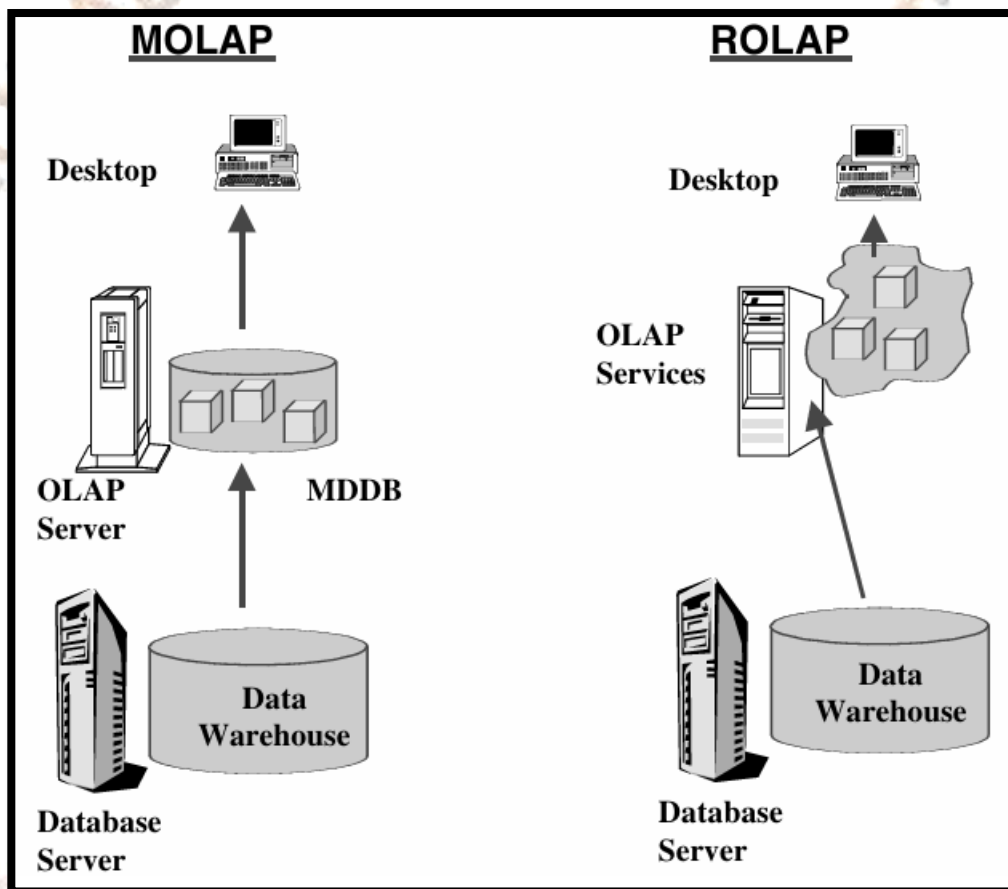 MOLAP
Desktop
OLAP
Server
MDDB
Data
Warehouse
Database
Server
ROLAP
Desktop
OLAP
Services
Data
Warehouse
Database
Server